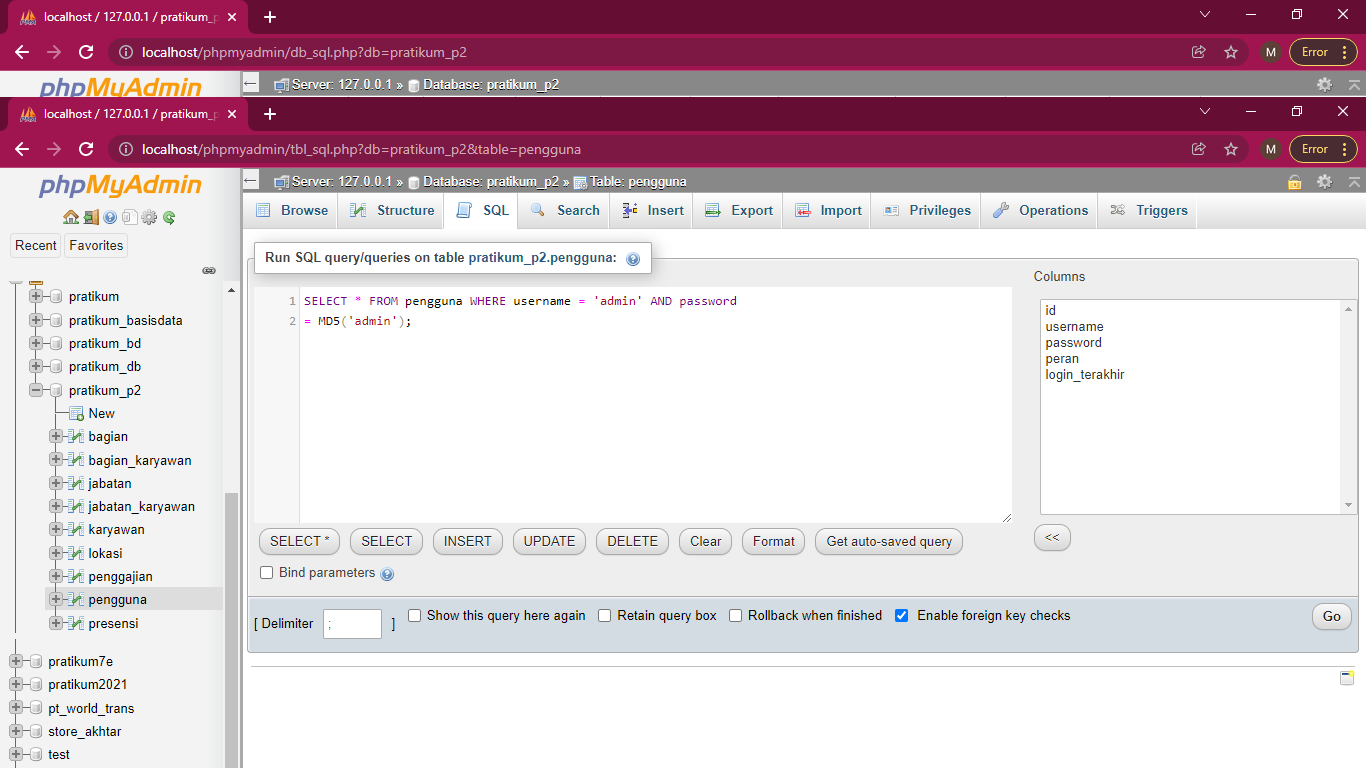 localhost / 127.0.0.1 / pratikum_p
localhost/phpmyadmin/db_sql.php?db=pratikum_p2
M
Error
phpMyAdmin
Server: 127.0.0.1 » Database: pratikum_p2
localhost / 127.0.0.1 / pratikum_p
localhost/phpmyadmin/tbl_sql.php?db=pratikum_p2&table=pengguna
M
Error
phpMyAdmin
Server: 127.0.0.1 » Database: pratikum_p2 » Table: pengguna
Browse Structure SQL Search Insert Export Import Privileges Operations Triggers
Recent Favorites
pratikum
pratikum_basisdata
pratikum_bd
pratikum_db
pratikum_p2
New
bagian
bagian_karyawan
jabatan
jabatan_karyawan
karyawan
lokasi
penggajian
pengguna
presensi
pratikum7e
pratikum2021
pt_world_trans
store_akhtar
test
Run SQL query/queries on table pratikum_p2.pengguna:
1 SELECT * FROM pengguna WHERE username = 'admin' AND password
2 = MD5('admin');
Columns
id
username
password
peran
login_terakhir
SELECT * SELECT INSERT UPDATE DELETE Clear Format Get auto-saved query
<<
Bind parameters
[ Delimiter ; ] Show this query here again Retain query box Rollback when finished Enable foreign key checks Go